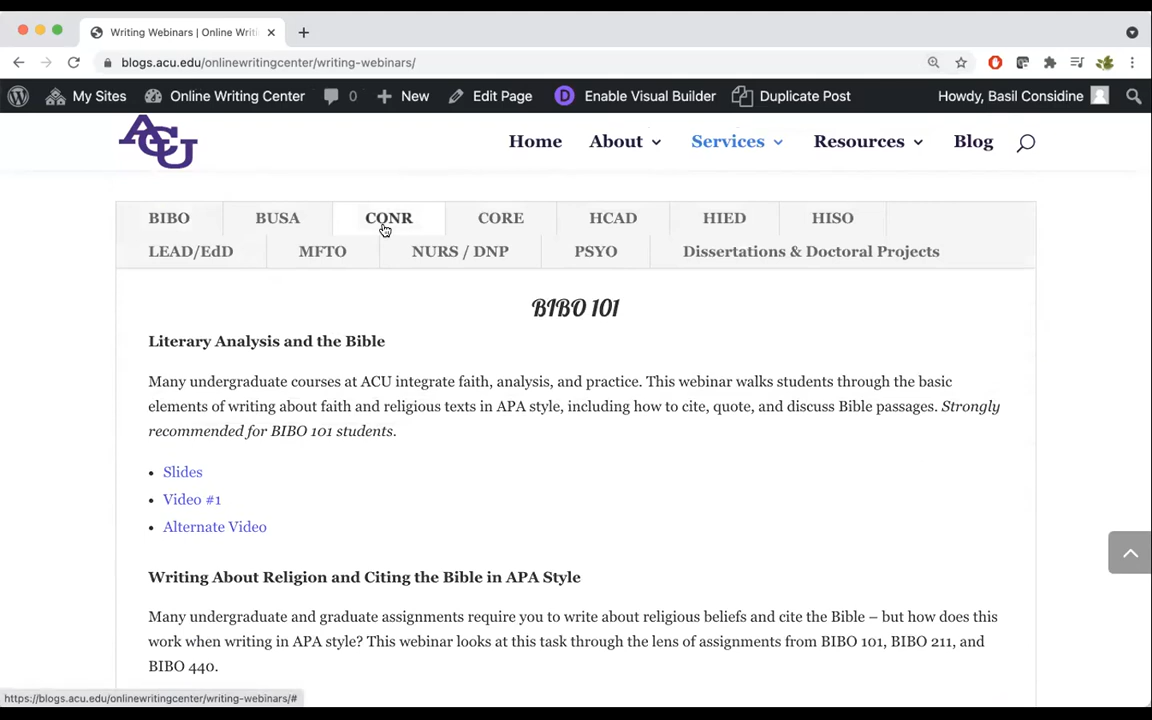 Writing Webinars | Online Writi
blogs.acu.edu/onlinewritingcenter/writing-webinars/
My Sites Online Writing Center 0 New Edit Page Enable Visual Builder Duplicate Post Howdy, Basil Considine
ACU Home About Services Resources Blog
BIBO BUSA CONR CORE HCAD HIED HISO
LEAD/EdD MFTO NURS / DNP PSYO Dissertations & Doctoral Projects
BIBO 101
Literary Analysis and the Bible
Many undergraduate courses at ACU integrate faith, analysis, and practice. This webinar walks students through the basic
elements of writing about faith and religious texts in APA style, including how to cite, quote, and discuss Bible passages. Strongly
recommended for BIBO 101 students.
• Slides
• Video #1
• Alternate Video
Writing About Religion and Citing the Bible in APA Style
Many undergraduate and graduate assignments require you to write about religious beliefs and cite the Bible – but how does this
work when writing in APA style? This webinar looks at this task through the lens of assignments from BIBO 101, BIBO 211, and
BIBO 440.
https://blogs.acu.edu/onlinewritingcenter/writing-webinars/#